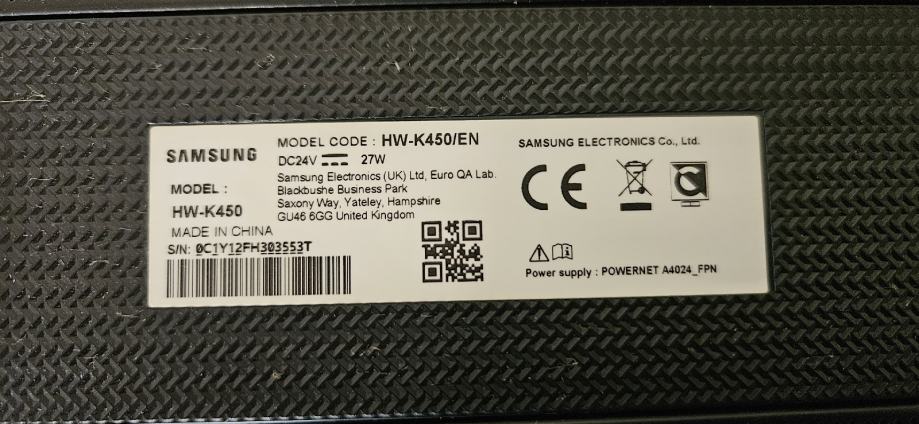 SAMSUNG
MODEL :
HW-K450
MADE IN CHINA
S/N: 0C1Y12FH303553T
MODEL CODE : HW-K450/EN
DC24V 27W
Samsung Electronics (UK) Ltd, Euro QA Lab.
Blackbushe Business Park
Saxony Way, Yateley, Hampshire
GU46 6GG United Kingdom
SAMSUNG ELECTRONICS Co., Ltd.
CE
Power supply : POWERNET A4024_FPN